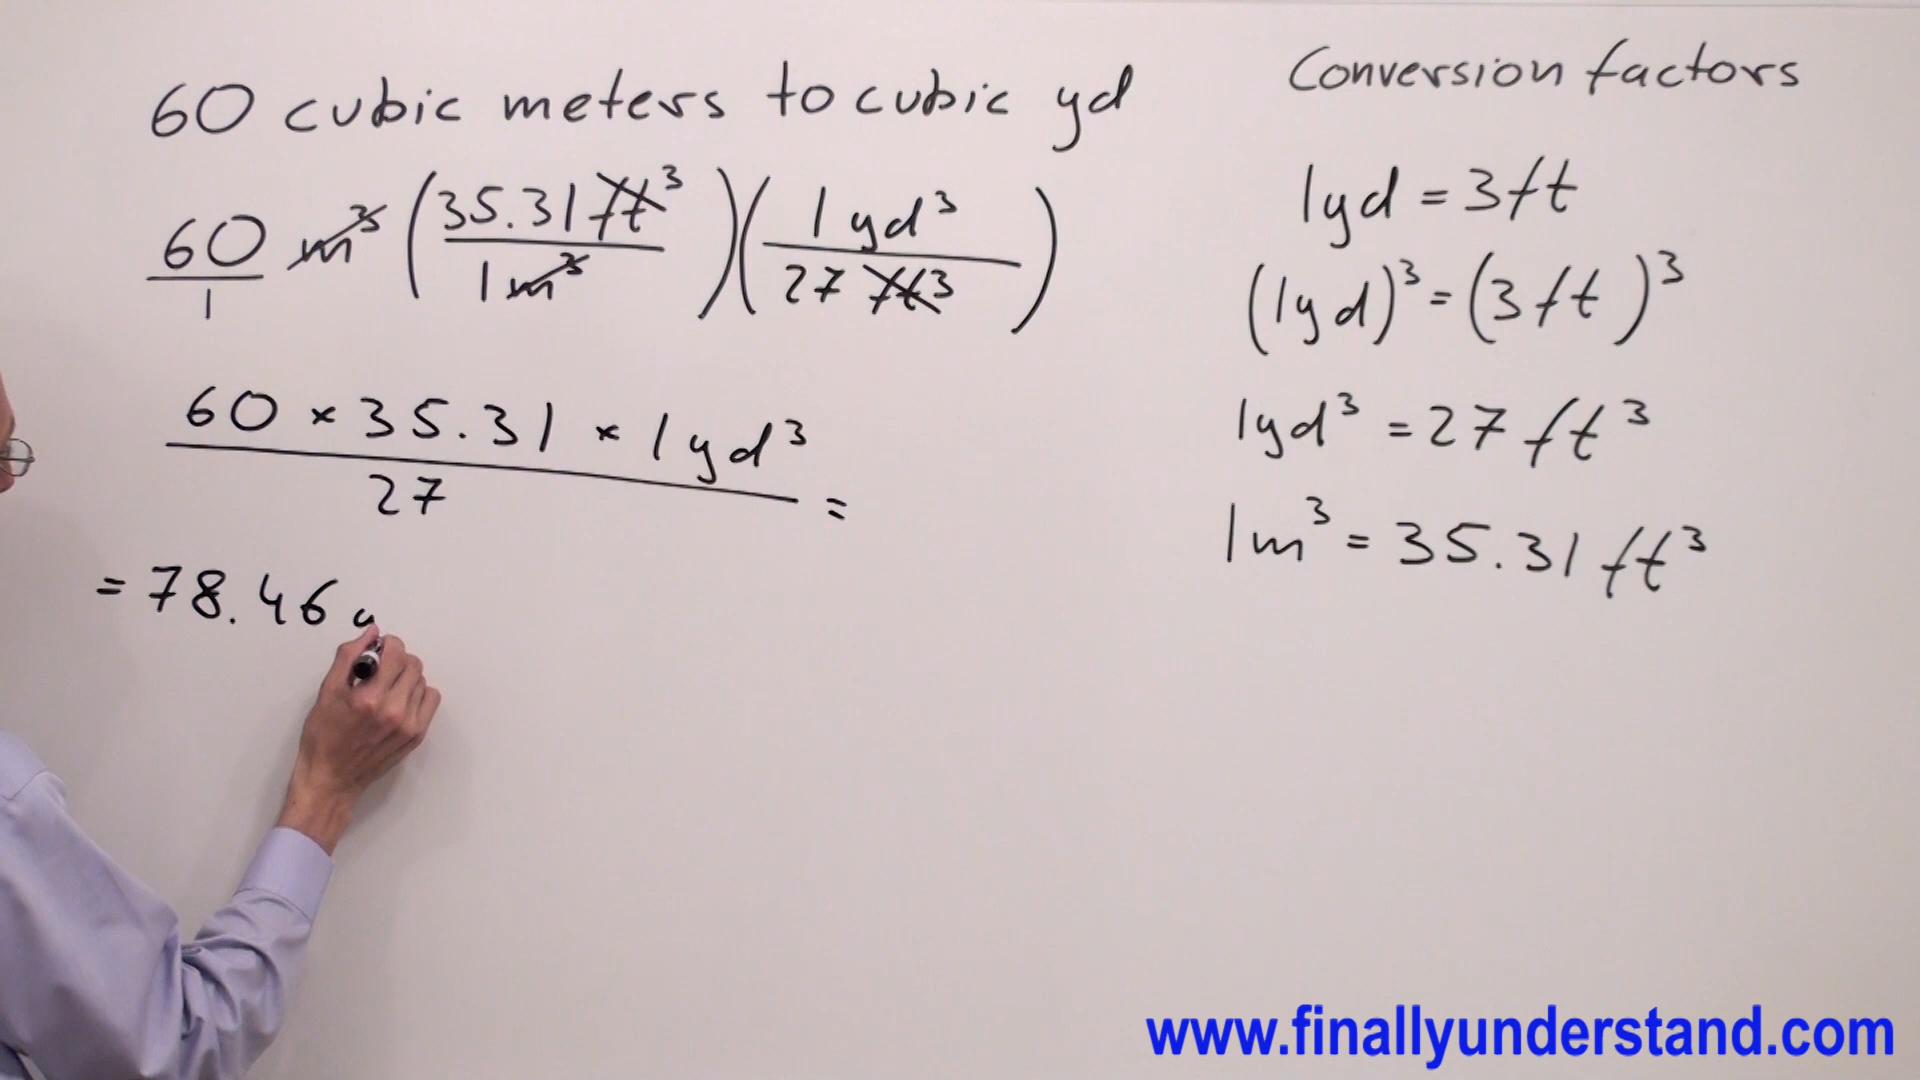 60 cubic meters to cubic yd
60/1 m³ (35.31 ft³/1 m³)(1 yd³/27 ft³)
60 × 35.31 × 1 yd³
27 =
= 78.46
Conversion factors
1yd = 3ft
(1yd)³ = (3ft)³
1yd³ = 27 ft³
1m³ = 35.31 ft³
www.finallyunderstand.com